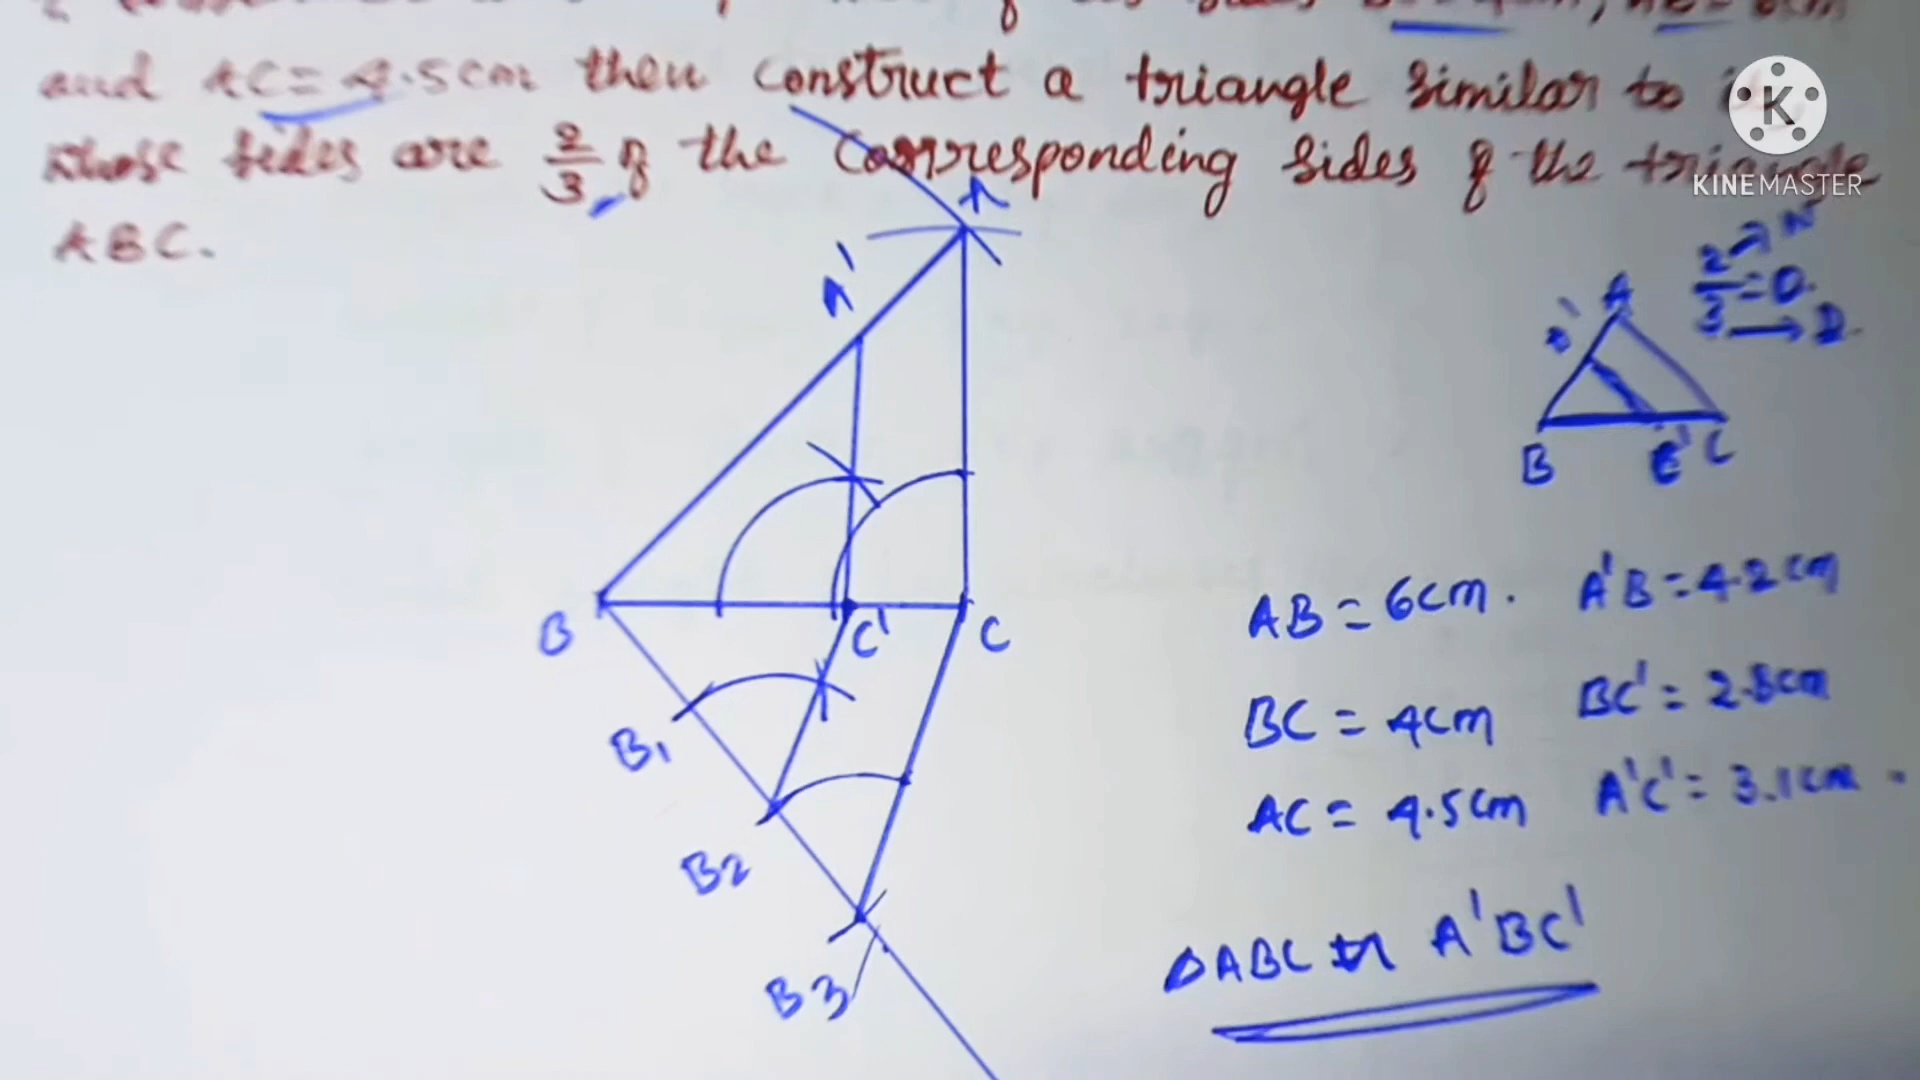 and AC = 4.5cm then construct a triangle similar to
whose sides are 2/3 of the corresponding sides of the triangle
ABC.
K
KINEMASTER
A
A'
B
C'
C
B1
B2
B3
2/3
A
B
C'
C
AB = 6cm. A'B = 4.2cm
BC = 4cm BC' = 2.8cm
AC = 4.5cm A'C' = 3.1cm
ΔABC A'BC'